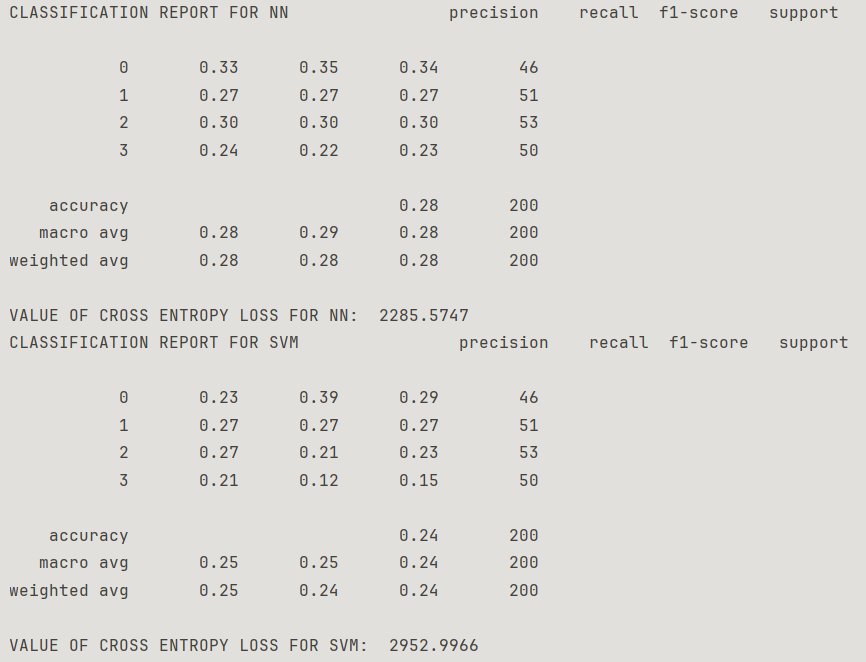 CLASSIFICATION REPORT FOR NN                precision    recall  f1-score   support

           0       0.33      0.35      0.34        46
           1       0.27      0.27      0.27        51
           2       0.30      0.30      0.30        53
           3       0.24      0.22      0.23        50

    accuracy                           0.28       200
   macro avg       0.28      0.29      0.28       200
weighted avg       0.28      0.28      0.28       200

VALUE OF CROSS ENTROPY LOSS FOR NN:  2285.5747
CLASSIFICATION REPORT FOR SVM                precision    recall  f1-score   support

           0       0.23      0.39      0.29        46
           1       0.27      0.27      0.27        51
           2       0.27      0.21      0.23        53
           3       0.21      0.12      0.15        50

    accuracy                           0.24       200
   macro avg       0.25      0.25      0.24       200
weighted avg       0.25      0.24      0.24       200

VALUE OF CROSS ENTROPY LOSS FOR SVM:  2952.9966